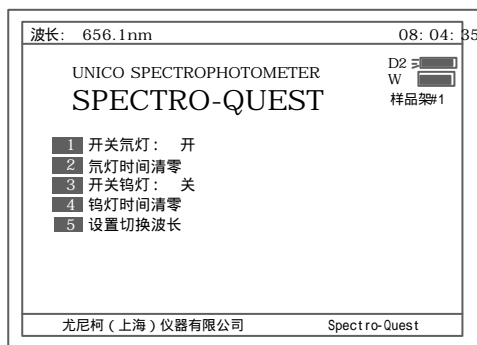 波长： 656.1nm 08: 04: 35
D2
UNICO SPECTROPHOTOMETER
W
SPECTRO-QUEST
样品架#1
1 开关氘灯： 开
2 氘灯时间清零
3 开关钨灯： 关
4 钨灯时间清零
5 设置切换波长
尤尼柯（上海）仪器有限公司 Spectro-Quest